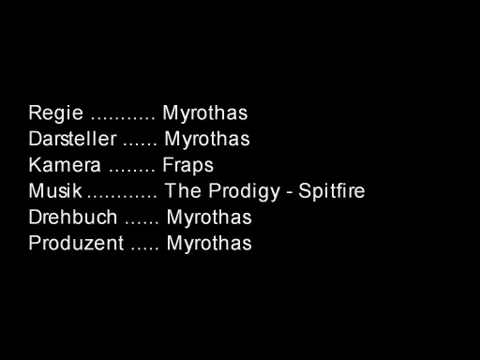 Regie ........... Myrothas
Darsteller ...... Myrothas
Kamera ........ Fraps
Musik ............ The Prodigy - Spitfire
Drehbuch ...... Myrothas
Produzent ..... Myrothas